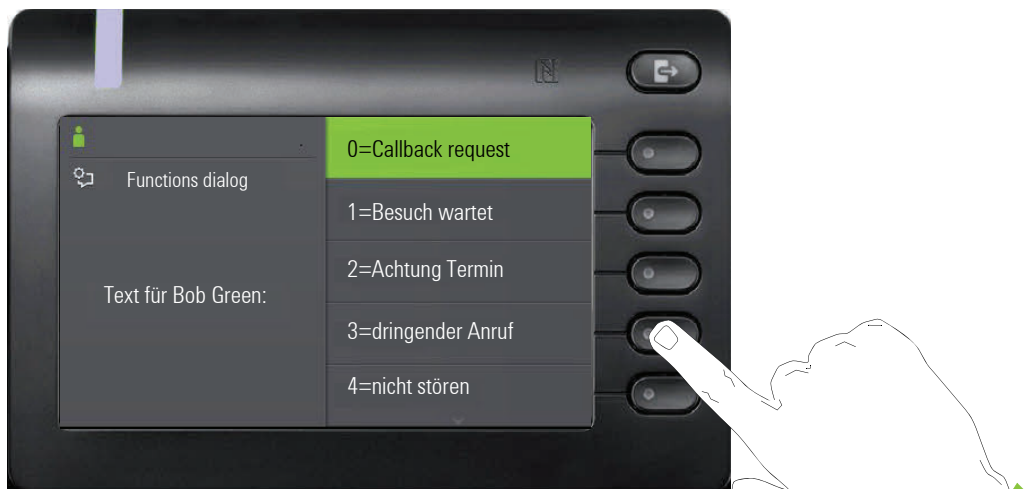 Functions dialog
Text für Bob Green:
0=Callback request
1=Besuch wartet
2=Achtung Termin
3=dringender Anruf
4=nicht stören